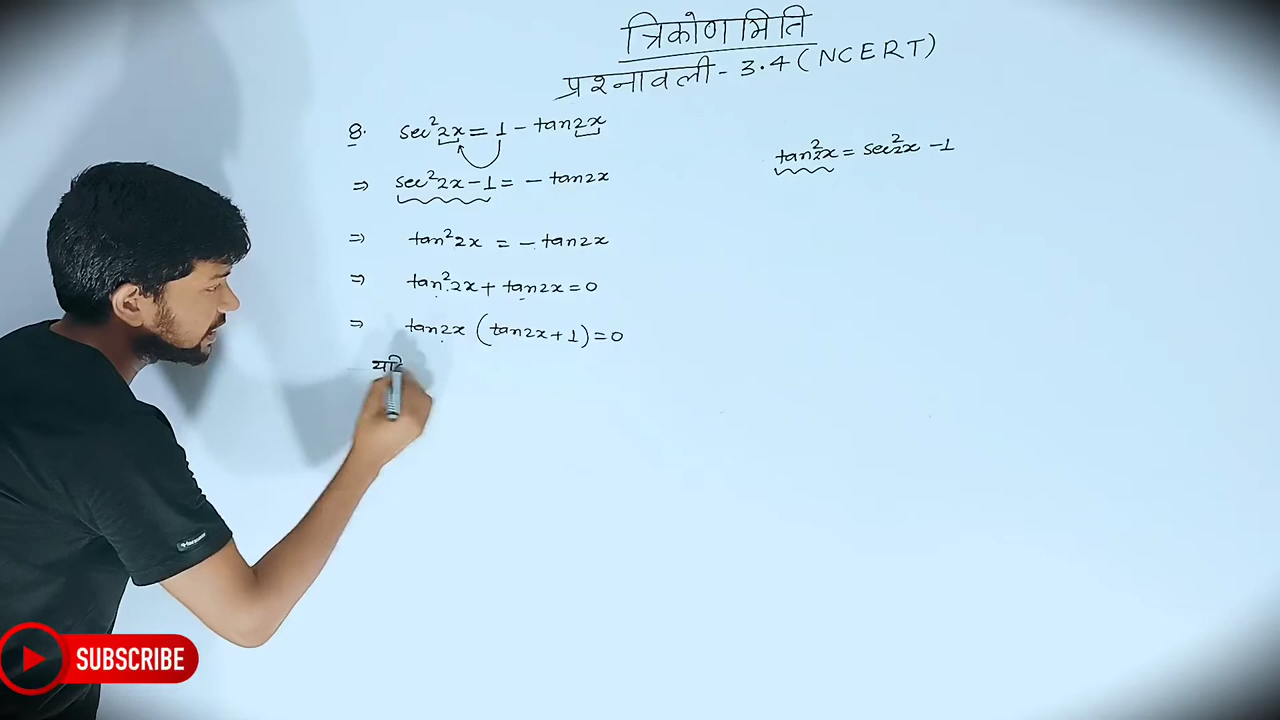 त्रिकोणमिति
प्रश्नावली - 3.4 (NCERT)
8. sec²2x = 1 - tan2x
tan²2x = sec²2x - 1
⇒ sec²2x - 1 = - tan2x
⇒ tan²2x = - tan2x
⇒ tan²2x + tan2x = 0
⇒ tan2x (tan2x + 1) = 0
यदि
SUBSCRIBE